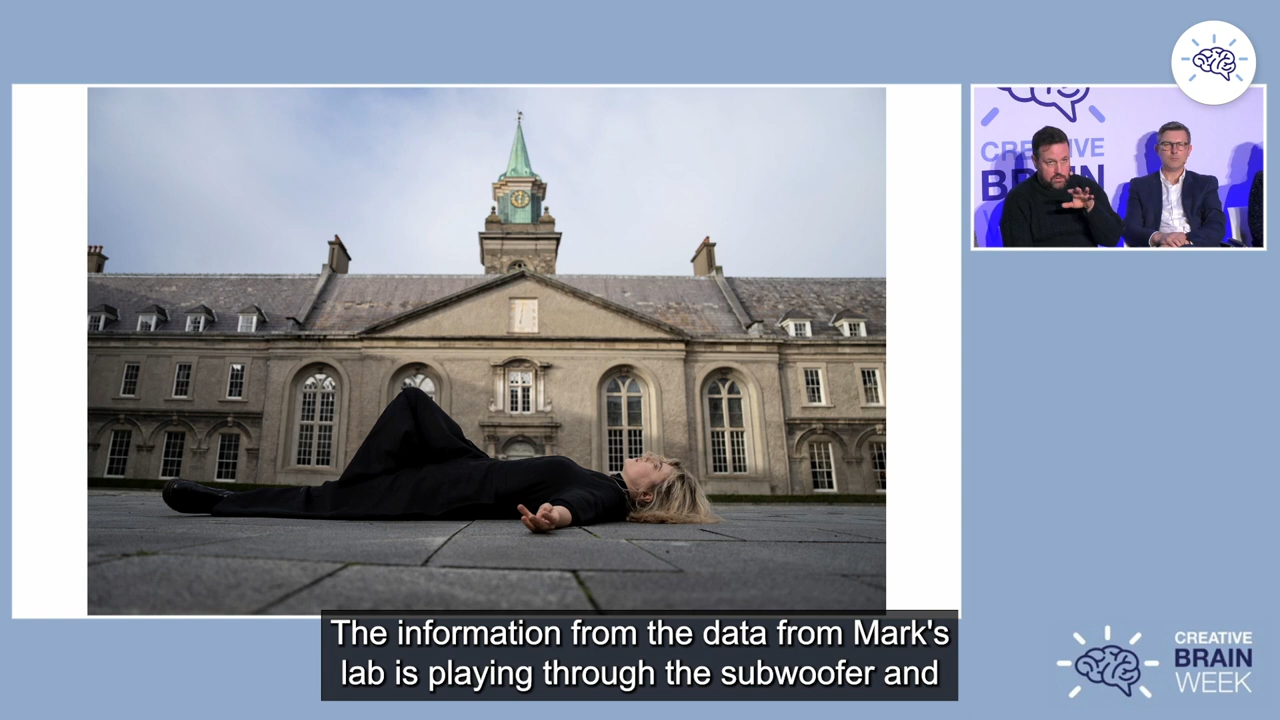 CREATIVE
BRAIN
The information from the data from Mark's
lab is playing through the subwoofer and
CREATIVE
BRAIN
WEEK